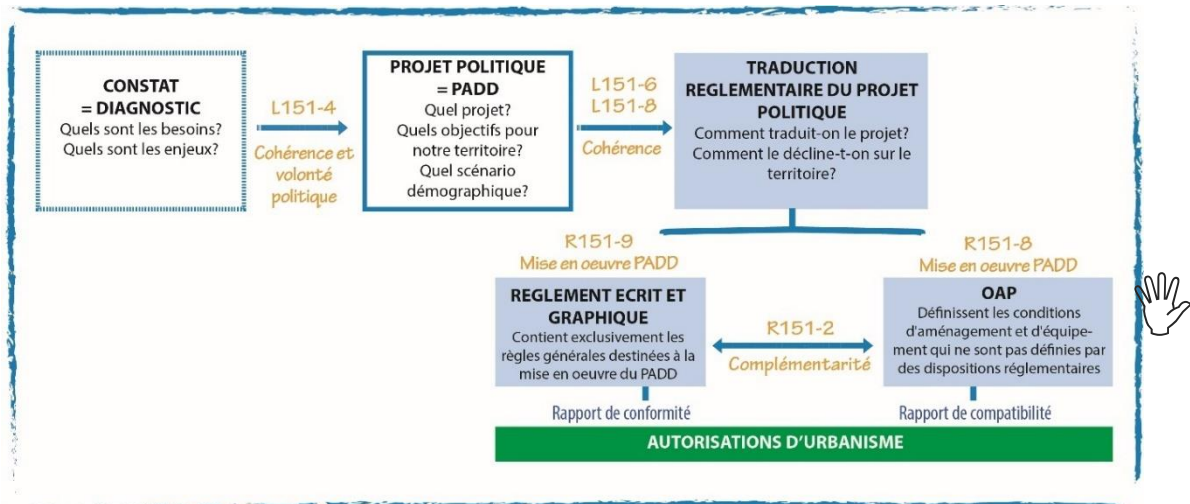 CONSTAT
= DIAGNOSTIC
Quels sont les besoins?
Quels sont les enjeux?
L151-4
Cohérence et
volonté
politique
PROJET POLITIQUE
= PADD
Quel projet?
Quels objectifs pour
notre territoire?
Quel scénario
démographique?
L151-6
L151-8
Cohérence
TRADUCTION
REGLEMENTAIRE DU PROJET
POLITIQUE
Comment traduit-on le projet?
Comment le décline-t-on sur le
territoire?
R151-9
Mise en oeuvre PADD
REGLEMENT ECRIT ET
GRAPHIQUE
Contient exclusivement les
règles générales destinées à la
mise en oeuvre du PADD
R151-2
Complémentarité
R151-8
Mise en oeuvre PADD
OAP
Définissent les conditions
d'aménagement et d'équipe-
ment qui ne sont pas définies par
des dispositions réglementaires
Rapport de conformité
Rapport de compatibilité
AUTORISATIONS D'URBANISME